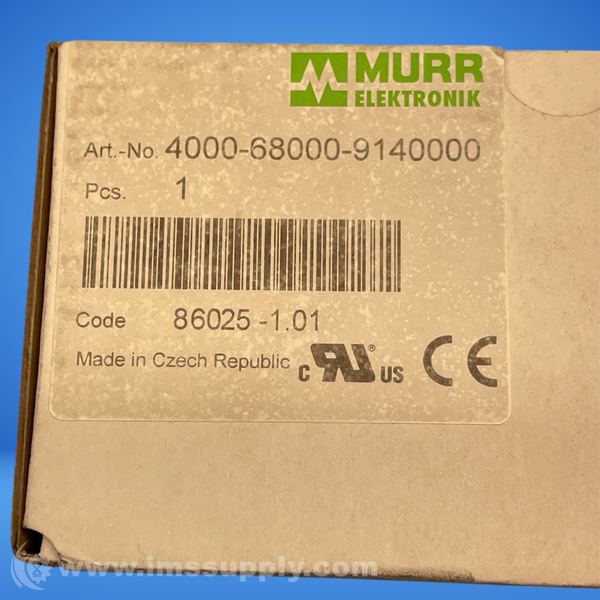 MURR
ELEKTRONIK
Art.-No. 4000-68000-9140000
Pcs. 1
Code 86025 -1.01
Made in Czech Republic c RU ® US CE
www.imssupply.com